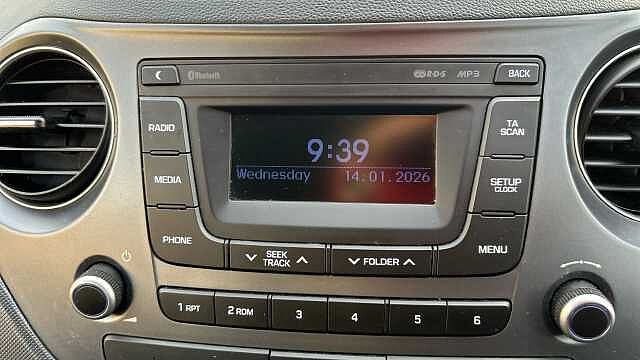 Bluetooth R·D·S MP3 BACK
RADIO
TA
SCAN
9:39
Wednesday 14.01.2026
MEDIA
SETUP
CLOCK
PHONE
SEEK
TRACK
FOLDER
MENU
1 RPT 2 RDM 3 4 5 6